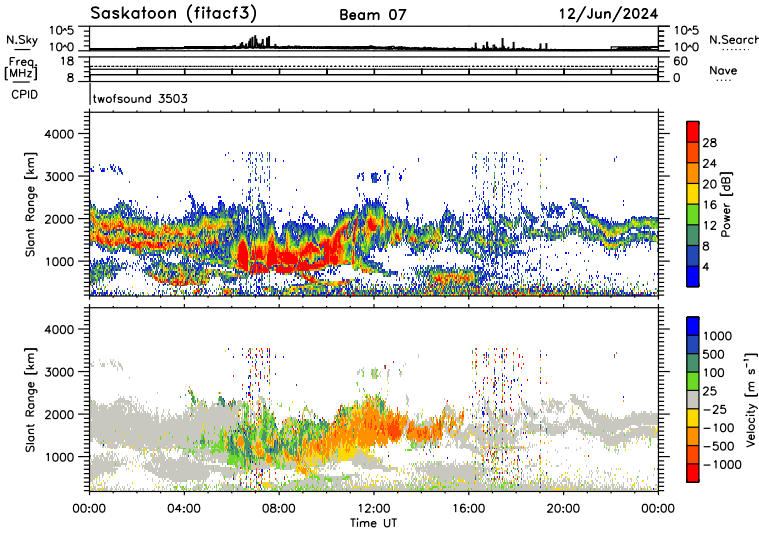 Saskatoon (fitacf3) Beam 07 12/Jun/2024
N.Sky 10^5 10^5 N.Search
10^0 10^0
Freq. 18 60 Nave
[MHz] 8 0
CPID twofsound 3503
Slant Range [km] 4000 3000 2000 1000
Power [dB] 28 24 20 16 12 8 4
Slant Range [km] 4000 3000 2000 1000
Velocity [m s⁻¹] 1000 500 100 25 −25 −100 −500 −1000
00:00 04:00 08:00 12:00 16:00 20:00 00:00
Time UT